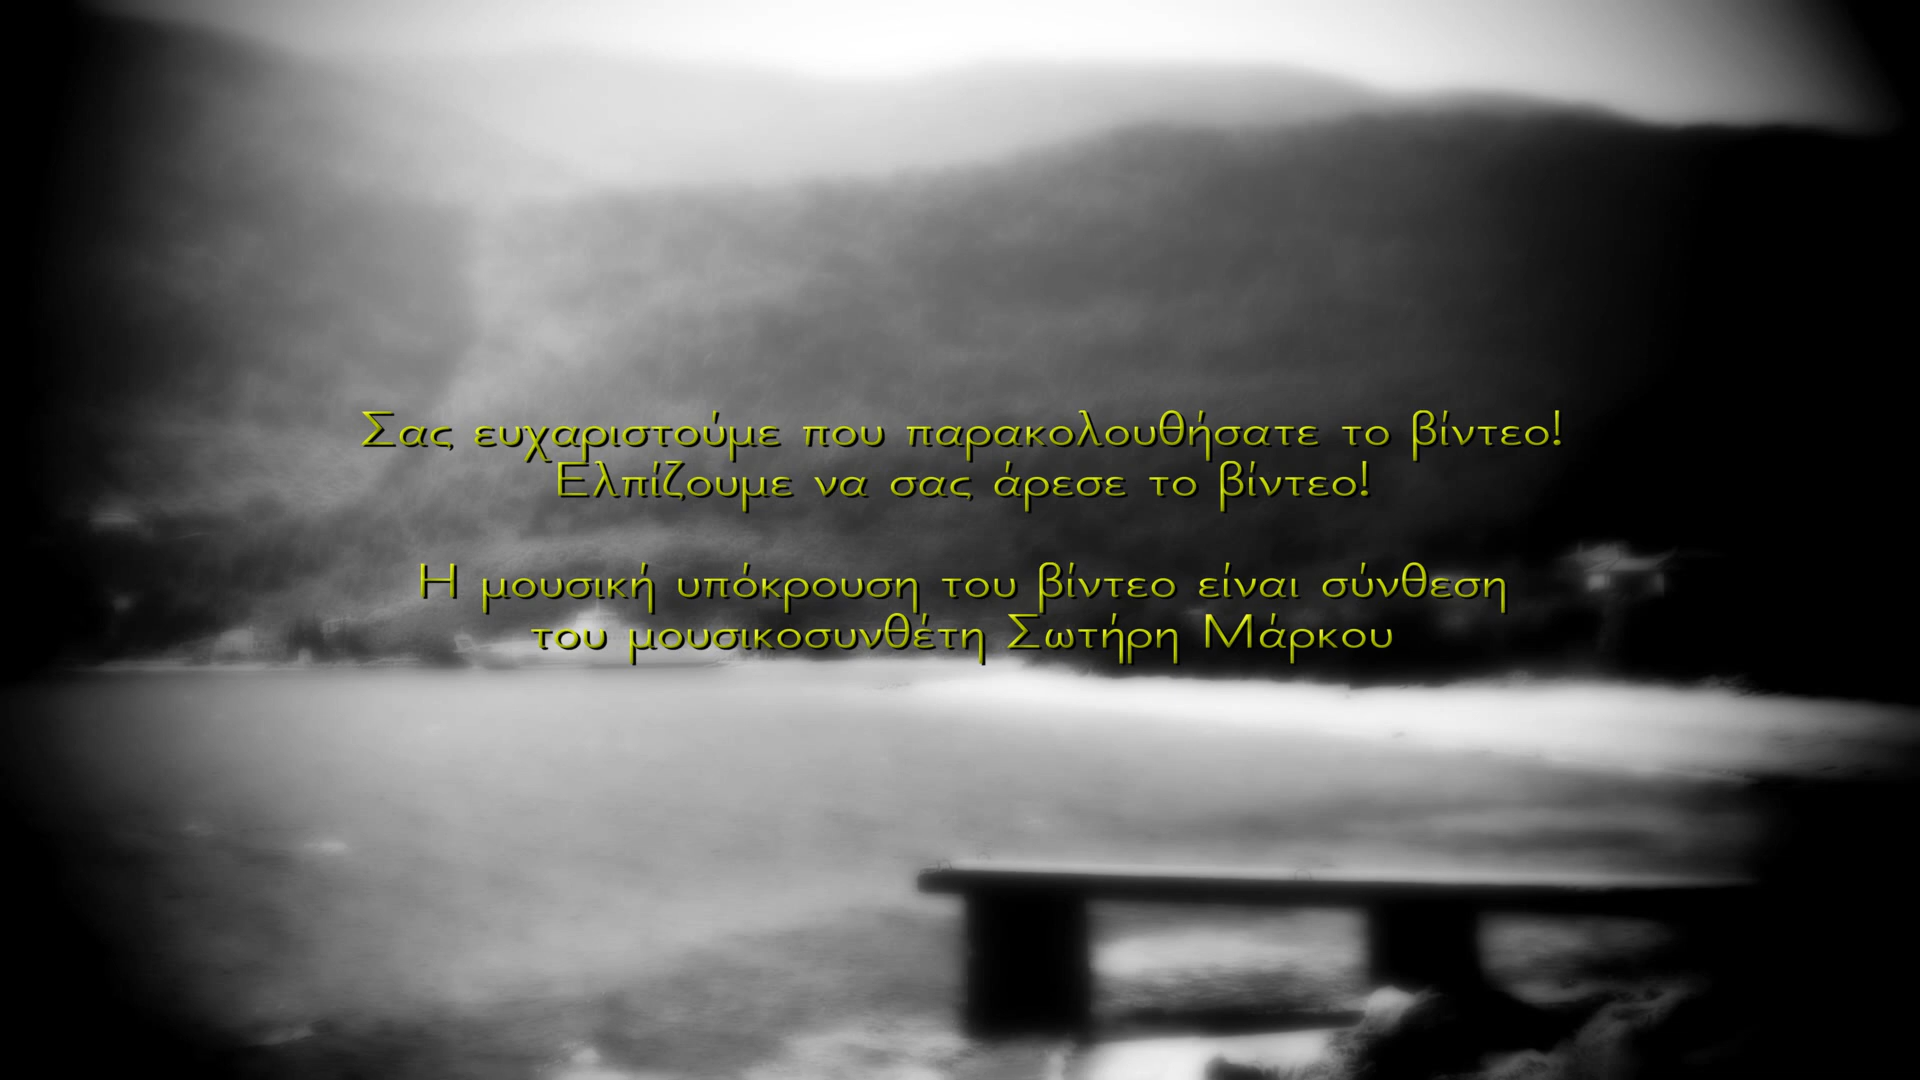 Σας ευχαριστούμε που παρακολουθήσατε το βίντεο!
Ελπίζουμε να σας άρεσε το βίντεο!
Η μουσική υπόκρουση του βίντεο είναι σύνθεση
του μουσικοσυνθέτη Σωτήρη Μάρκου